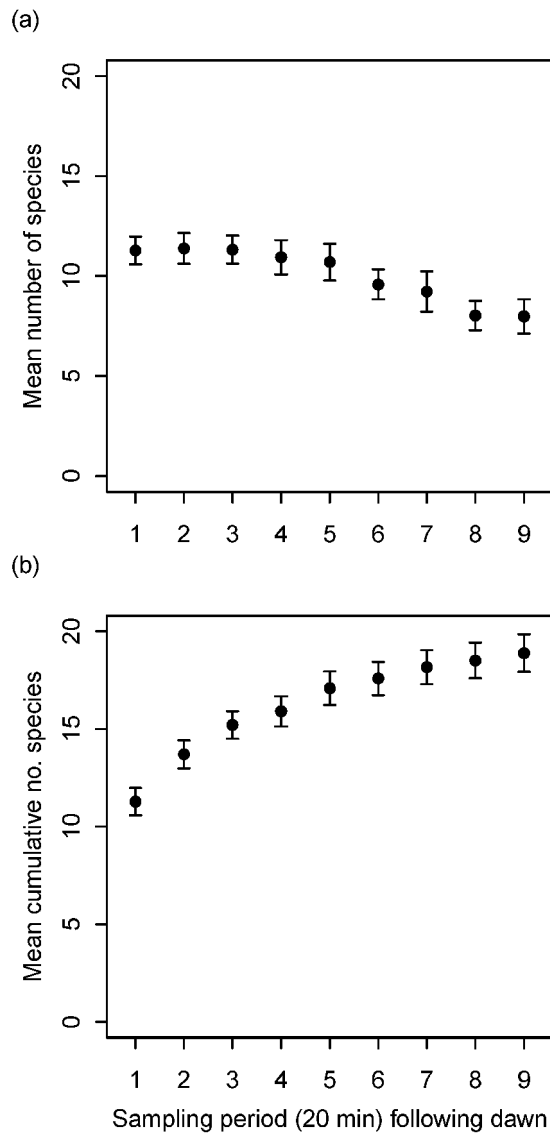 (a)
Mean number of species
20
15
10
5
0
1 2 3 4 5 6 7 8 9
(b)
Mean cumulative no. species
20
15
10
5
0
1 2 3 4 5 6 7 8 9
Sampling period (20 min) following dawn